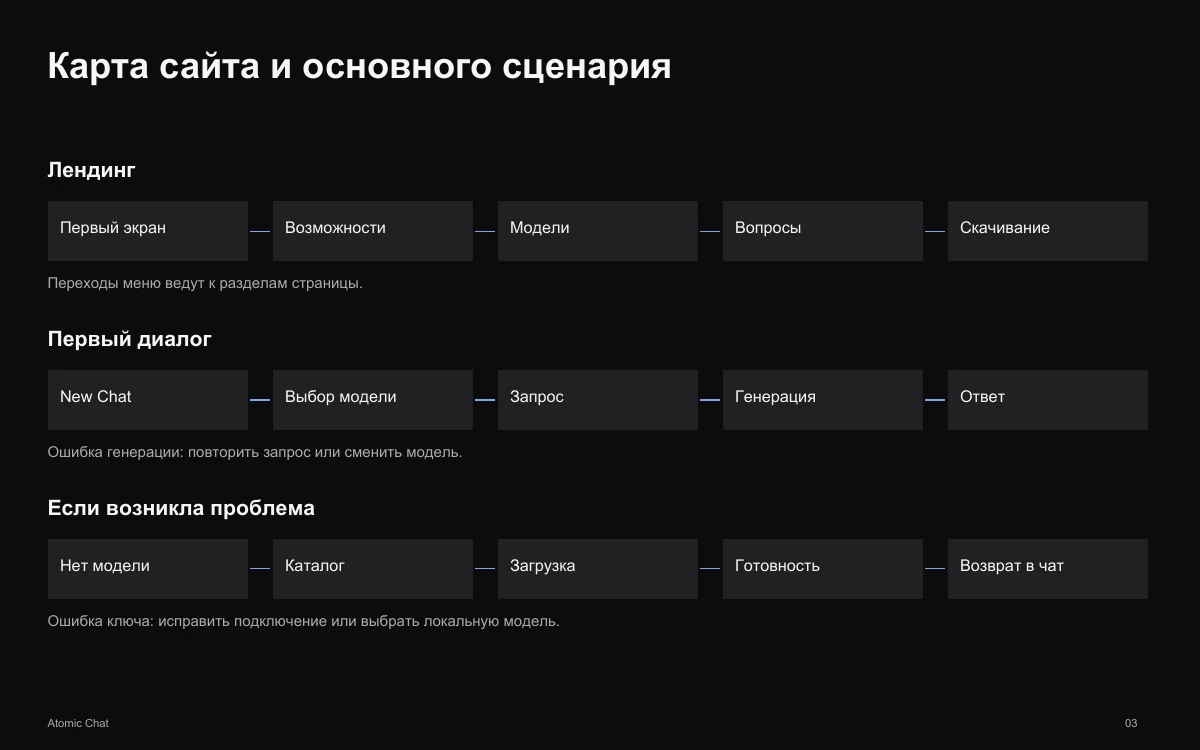 Карта сайта и основного сценария
Лендинг
Первый экран
Возможности
Модели
Вопросы
Скачивание
Переходы меню ведут к разделам страницы.
Первый диалог
New Chat
Выбор модели
Запрос
Генерация
Ответ
Ошибка генерации: повторить запрос или сменить модель.
Если возникла проблема
Нет модели
Каталог
Загрузка
Готовность
Возврат в чат
Ошибка ключа: исправить подключение или выбрать локальную модель.
Atomic Chat
03